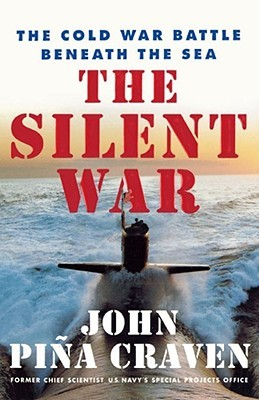 THE COLD WAR BATTLE
BENEATH THE SEA
THE
SILENT
WAR
JOHN
PIÑA CRAVEN
FORMER CHIEF SCIENTIST U.S. NAVY'S SPECIAL PROJECTS OFFICE